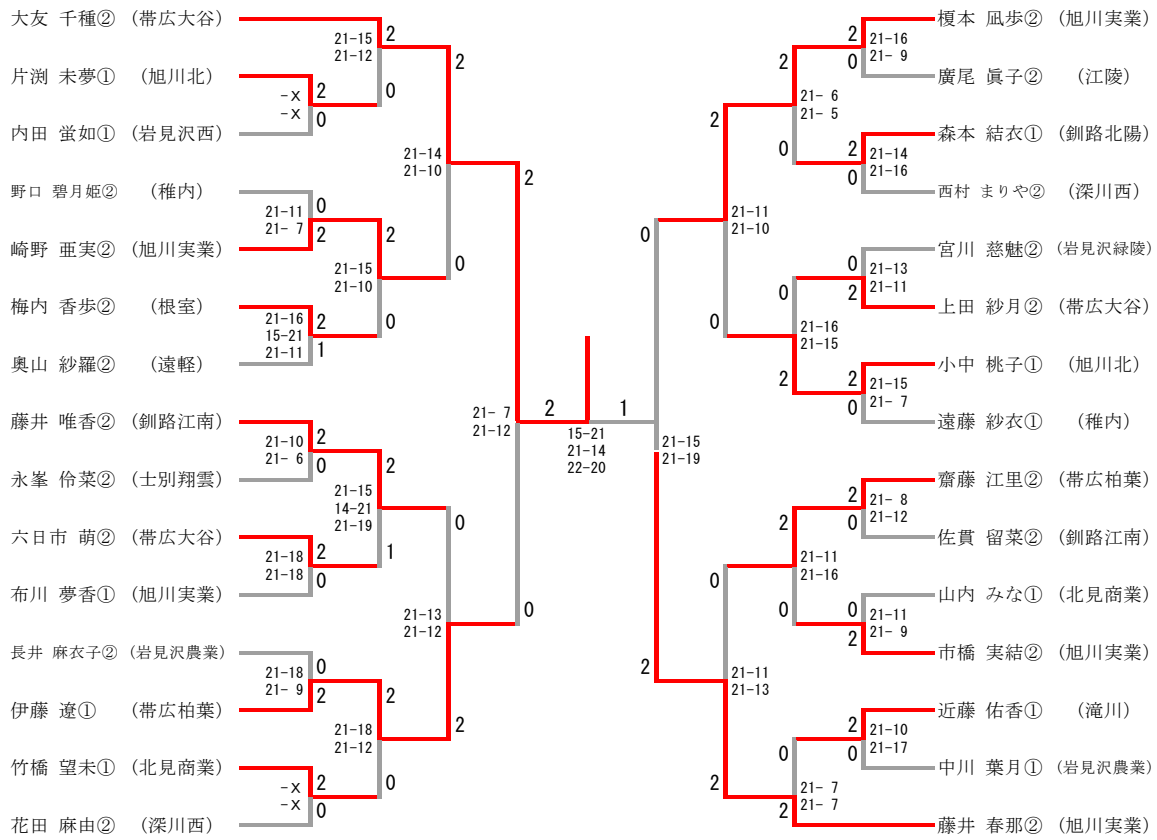 大友 千種② (帯広大谷)
片渕 未夢① (旭川北)
内田 蛍如① (岩見沢西)
野口 碧月姫② (稚内)
崎野 亜実② (旭川実業)
梅内 香歩② (根室)
奥山 紗羅② (遠軽)
藤井 唯香② (釧路江南)
永峯 伶菜② (士別翔雲)
六日市 萌② (帯広大谷)
布川 夢香① (旭川実業)
長井 麻衣子② (岩見沢農業)
伊藤 遼① (帯広柏葉)
竹橋 望未① (北見商業)
花田 麻由② (深川西)
21-15 2
21-12
0
-X 2
-X 0
21-11 0
21- 7 2
2
21-15
21-10
0
21-16 2
15-21
21-11 1
2
21-14
21-10
0
21-10 2
21- 6 0
2
21-15
14-21
21-19
1
21-18 2
21-18 0
21-18 0
21- 9 2
2
21-18
21-12
0
-X 2
-X 0
0
21-13
21-12
2
2
21- 7
21-12
0
2 1
15-21
21-14
22-20
0
21-15
21-19
2
2
21-11
21-10
0
0
21-11
21-13
2
2
21- 6
21- 5
0
0
21-16
21-15
2
2
21-11
21-16
0
0
21- 7
21- 7
2
2 21-16
0 21- 9
2 21-14
0 21-16
0 21-13
2 21-11
2 21-15
0 21- 7
2 21- 8
0 21-12
0 21-11
2 21- 9
2 21-10
0 21-17
榎本 凪歩② (旭川実業)
廣尾 眞子② (江陵)
森本 結衣① (釧路北陽)
西村 まりや② (深川西)
宮川 慈魅② (岩見沢緑陵)
上田 紗月② (帯広大谷)
小中 桃子① (旭川北)
遠藤 紗衣① (稚内)
齋藤 江里② (帯広柏葉)
佐貫 留菜② (釧路江南)
山内 みな① (北見商業)
市橋 実結② (旭川実業)
近藤 佑香① (滝川)
中川 葉月① (岩見沢農業)
藤井 春那② (旭川実業)